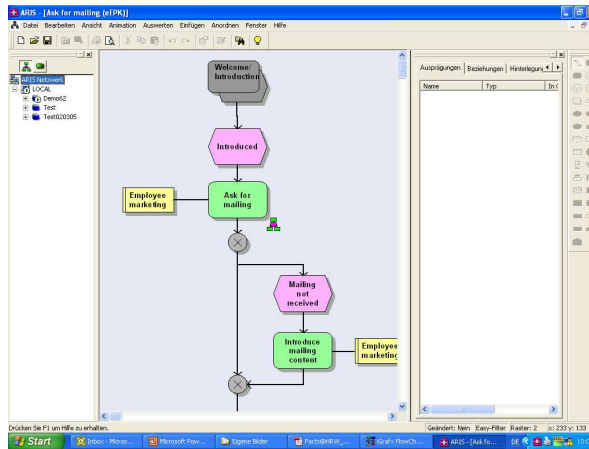 ARIS - [Ask for mailing (eEPK)]
Datei Bearbeiten Ansicht Animation Auswerten Einfügen Anordnen Fenster Hilfe
ARIS Netzwerk
LOCAL
Demo62
Test
Test020305
Welcome/
Introduction
Introduced
Employee
marketing
Ask for
mailing
Mailing
not
received
Introduce
mailing
content
Employee
marketing
Ausprägungen Beziehungen Hinterlegung
Name Typ In
Drücken Sie F1 um Hilfe zu erhalten.
Geändert: Nein Easy-Filter Raster: 2 x: 233 y: 133
Start Inbox - Micros... Microsoft Pow... Eigene Bilder Facts@HRW_... iGrafx FlowCh... ARIS - [Ask fo... DE